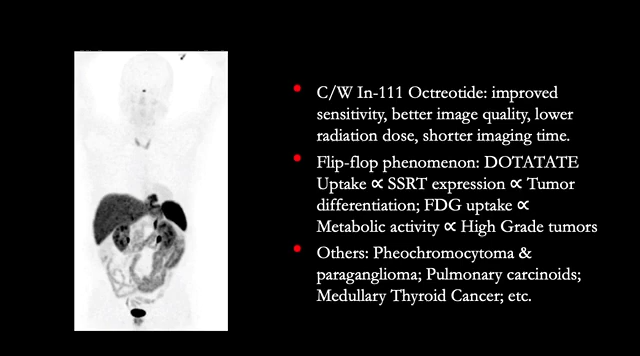 C/W In-111 Octreotide: improved
sensitivity, better image quality, lower
radiation dose, shorter imaging time.
Flip-flop phenomenon: DOTATATE
Uptake ∝ SSRT expression ∝ Tumor
differentiation; FDG uptake ∝
Metabolic activity ∝ High Grade tumors
Others: Pheochromocytoma &
paraganglioma; Pulmonary carcinoids;
Medullary Thyroid Cancer; etc.